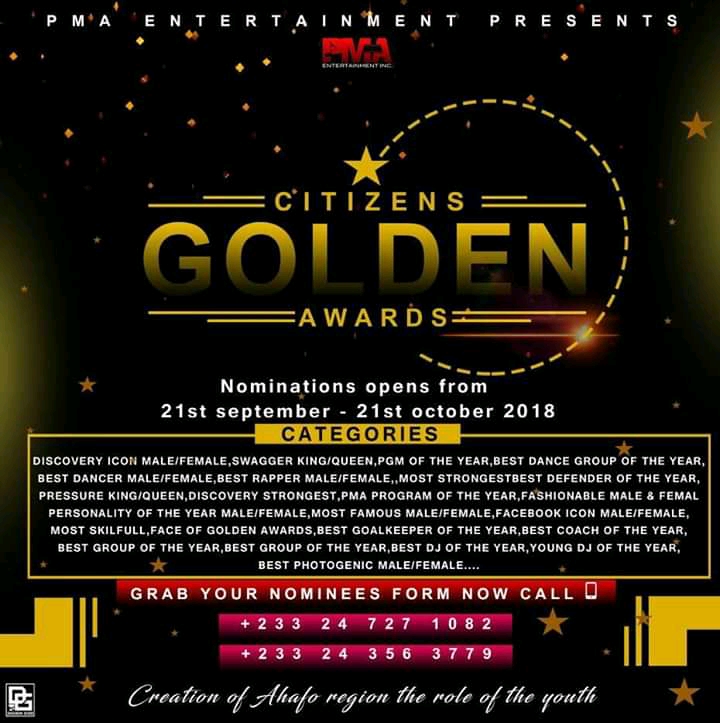 PMA ENTERTAINMENT PRESENTS
PMA
ENTERTAINMENT INC.
CITIZENS
GOLDEN
AWARDS
Nominations opens from
21st september - 21st october 2018
CATEGORIES
DISCOVERY ICON MALE/FEMALE,SWAGGER KING/QUEEN,PGM OF THE YEAR,BEST DANCE GROUP OF THE YEAR,
BEST DANCER MALE/FEMALE,BEST RAPPER MALE/FEMALE,,MOST STRONGESTBEST DEFENDER OF THE YEAR,
PRESSURE KING/QUEEN,DISCOVERY STRONGEST,PMA PROGRAM OF THE YEAR,FASHIONABLE MALE & FEMAL
PERSONALITY OF THE YEAR MALE/FEMALE,MOST FAMOUS MALE/FEMALE,FACEBOOK ICON MALE/FEMALE,
MOST SKILFULL,FACE OF GOLDEN AWARDS,BEST GOALKEEPER OF THE YEAR,BEST COACH OF THE YEAR,
BEST GROUP OF THE YEAR,BEST GROUP OF THE YEAR,BEST DJ OF THE YEAR,YOUNG DJ OF THE YEAR,
BEST PHOTOGENIC MALE/FEMALE....
GRAB YOUR NOMINEES FORM NOW CALL
+233 24 727 1082
+233 24 356 3779
Creation of Ahafo region the role of the youth